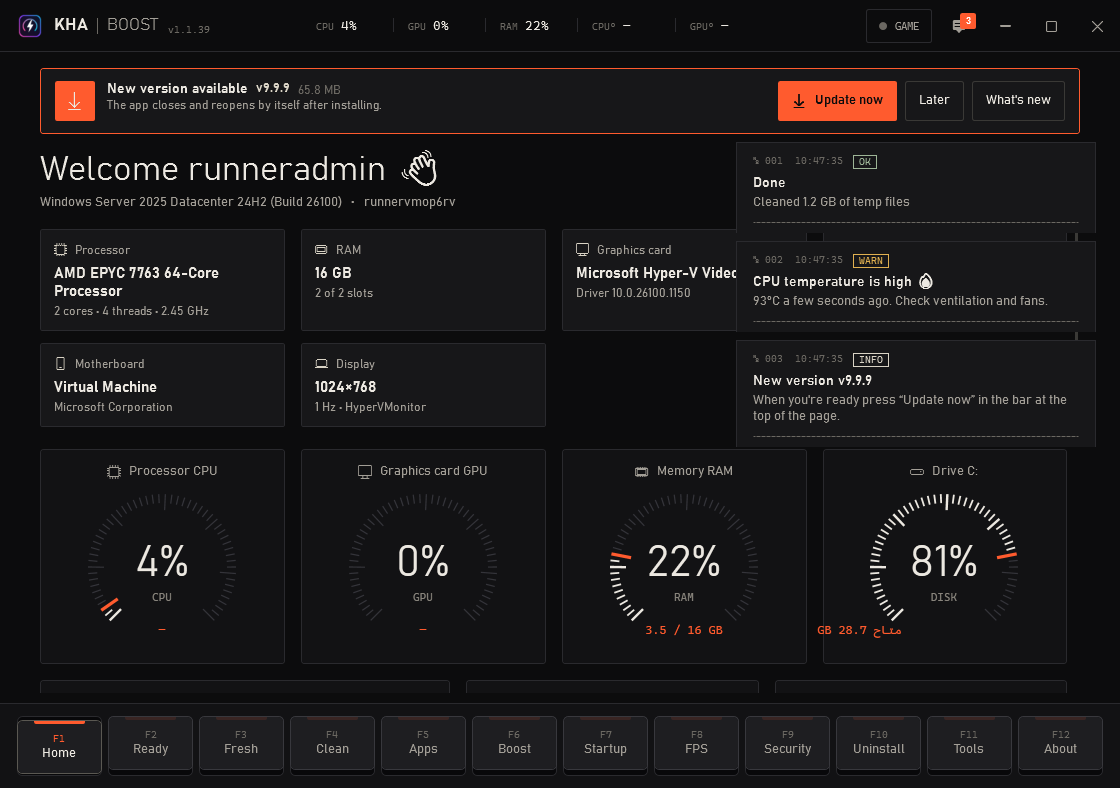 KHA | BOOST v1.1.39
CPU 4% GPU 0% RAM 22% CPU° — GPU° —
GAME
3
New version available v9.9.9 65.8 MB
The app closes and reopens by itself after installing.
Update now
Later
What's new
Welcome runneradmin
Windows Server 2025 Datacenter 24H2 (Build 26100) • runnervmop6rv
Processor
AMD EPYC 7763 64-Core
Processor
2 cores • 4 threads • 2.45 GHz
RAM
16 GB
2 of 2 slots
Graphics card
Microsoft Hyper-V Video
Driver 10.0.26100.1150
Motherboard
Virtual Machine
Microsoft Corporation
Display
1024×768
1 Hz • HyperVMonitor
001 10:47:35 OK
Done
Cleaned 1.2 GB of temp files
002 10:47:35 WARN
CPU temperature is high
93°C a few seconds ago. Check ventilation and fans.
003 10:47:35 INFO
New version v9.9.9
When you're ready press “Update now” in the bar at the
top of the page.
Processor CPU
4%
CPU
—
Graphics card GPU
0%
GPU
—
Memory RAM
22%
RAM
3.5 / 16 GB
Drive C:
81%
DISK
متاح 28.7 GB
F1
Home
F2
Ready
F3
Fresh
F4
Clean
F5
Apps
F6
Boost
F7
Startup
F8
FPS
F9
Security
F10
Uninstall
F11
Tools
F12
About